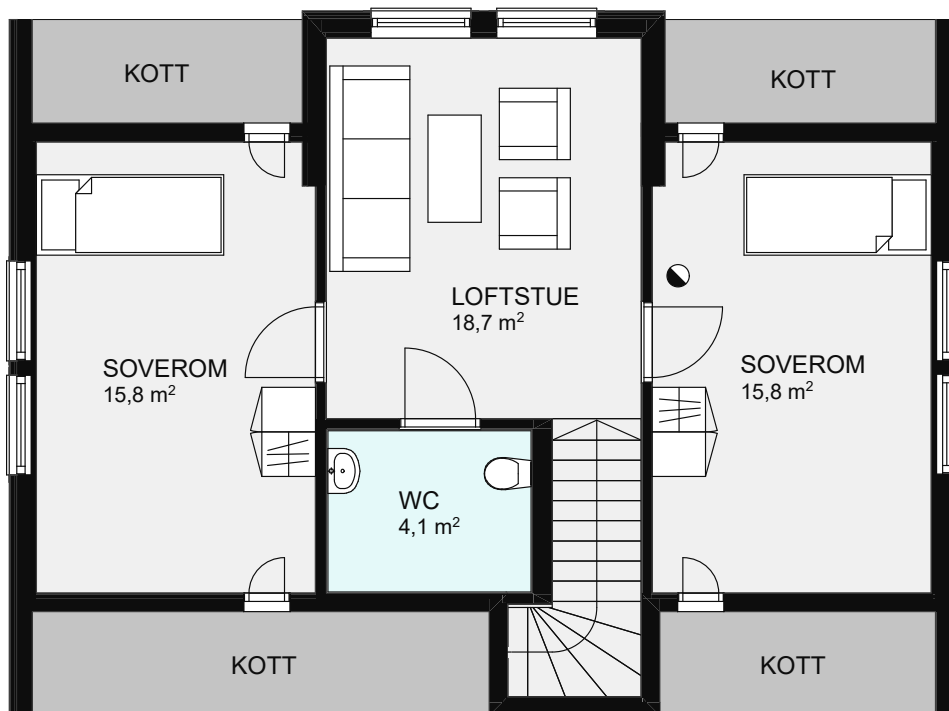 KOTT
KOTT
LOFTSTUE
18,7 m²
SOVEROM
15,8 m²
SOVEROM
15,8 m²
WC
4,1 m²
KOTT
KOTT